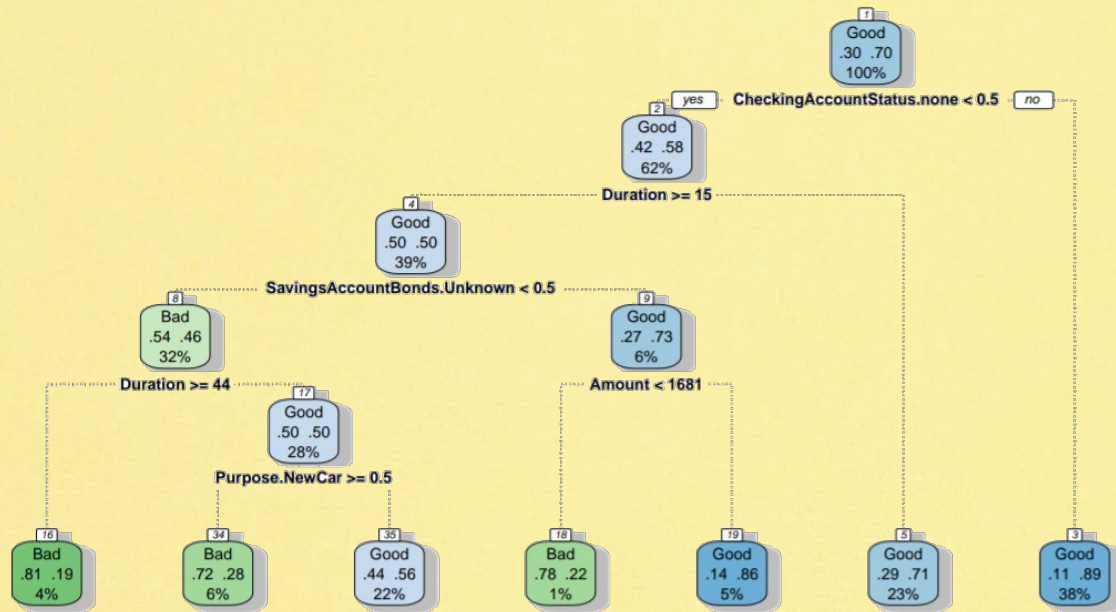 1
Good
.30 .70
100%
yes CheckingAccountStatus.none < 0.5 no
2
Good
.42 .58
62%
Duration >= 15
4
Good
.50 .50
39%
SavingsAccountBonds.Unknown < 0.5
8
Bad
.54 .46
32%
9
Good
.27 .73
6%
Duration >= 44
Amount < 1681
17
Good
.50 .50
28%
Purpose.NewCar >= 0.5
16
Bad
.81 .19
4%
34
Bad
.72 .28
6%
35
Good
.44 .56
22%
18
Bad
.78 .22
1%
19
Good
.14 .86
5%
5
Good
.29 .71
23%
3
Good
.11 .89
38%